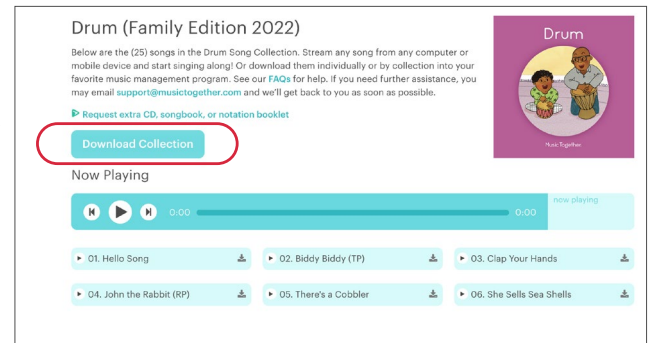 Drum (Family Edition 2022)
Below are the (25) songs in the Drum Song Collection. Stream any song from any computer or
mobile device and start singing along! Or download them individually or by collection into your
favorite music management program. See our FAQs for help. If you need further assistance, you
may email support@musictogether.com and we'll get back to you as soon as possible.
Request extra CD, songbook, or notation booklet
Download Collection
Drum
Music Together
Now Playing
0:00
0:00
now playing
01. Hello Song
02. Biddy Biddy (TP)
03. Clap Your Hands
04. John the Rabbit (RP)
05. There's a Cobbler
06. She Sells Sea Shells